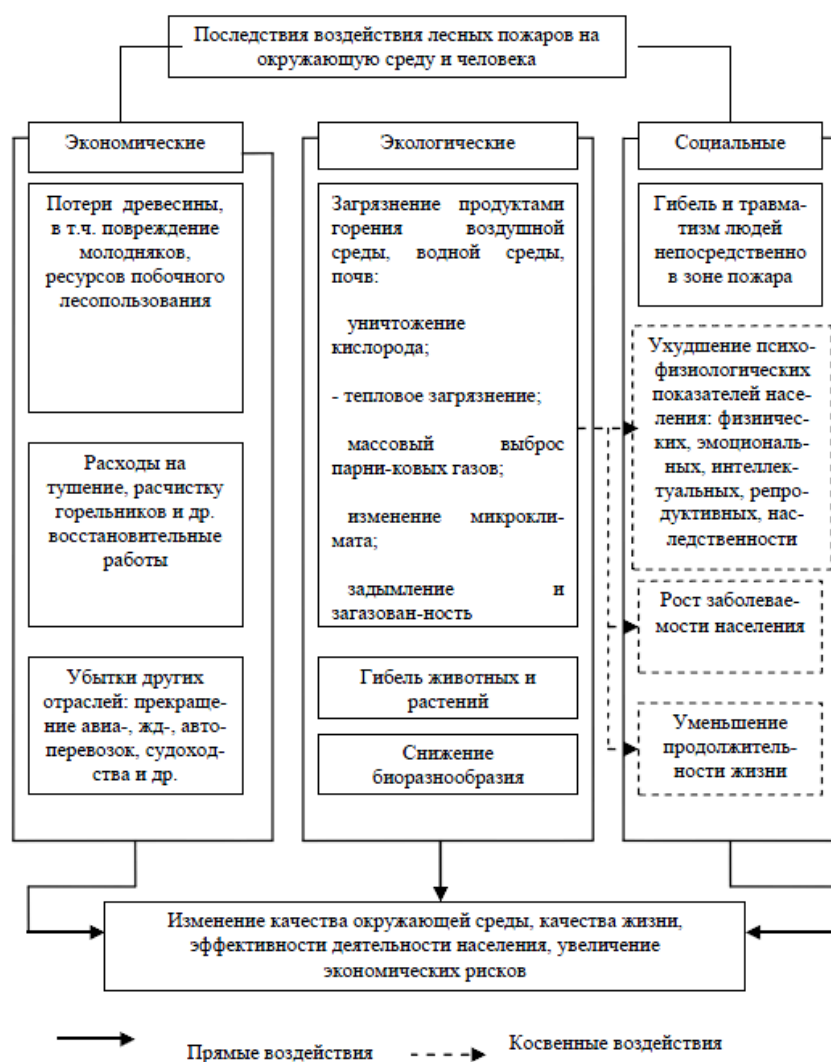 Последствия воздействия лесных пожаров на
окружающую среду и человека
Экономические
Потери древесины,
в т.ч. повреждение
молодняков,
ресурсов побочного
лесопользования
Расходы на
тушение, расчистку
горельников и др.
восстановительные
работы
Убытки других
отраслей: прекраще-
ние авиа-, жд-, авто-
перевозок, судоход-
ства и др.
Экологические
Загрязнение продуктами
горения воздушной
среды, водной среды,
почв:
уничтожение
кислорода;
- тепловое загрязнение;
массовый выброс
парни-ковых газов;
изменение микрокли-
мата;
задымление и
загазован-ность
Гибель животных и
растений
Снижение
биоразнообразия
Социальные
Гибель и травма-
тизм людей
непосредственно
в зоне пожара
Ухудшение психо-
физиологических
показателей насе-
ления: физиическ-
их, эмоциональ-
ных, интеллек-
туальных, репро-
дуктивных, нас-
ледственности
Рост заболевае-
мости населения
Уменьшение
продолжитель-
ности жизни
Изменение качества окружающей среды, качества жизни,
эффективности деятельности населения, увеличение
экономических рисков
Прямые воздействия
Косвенные воздействия